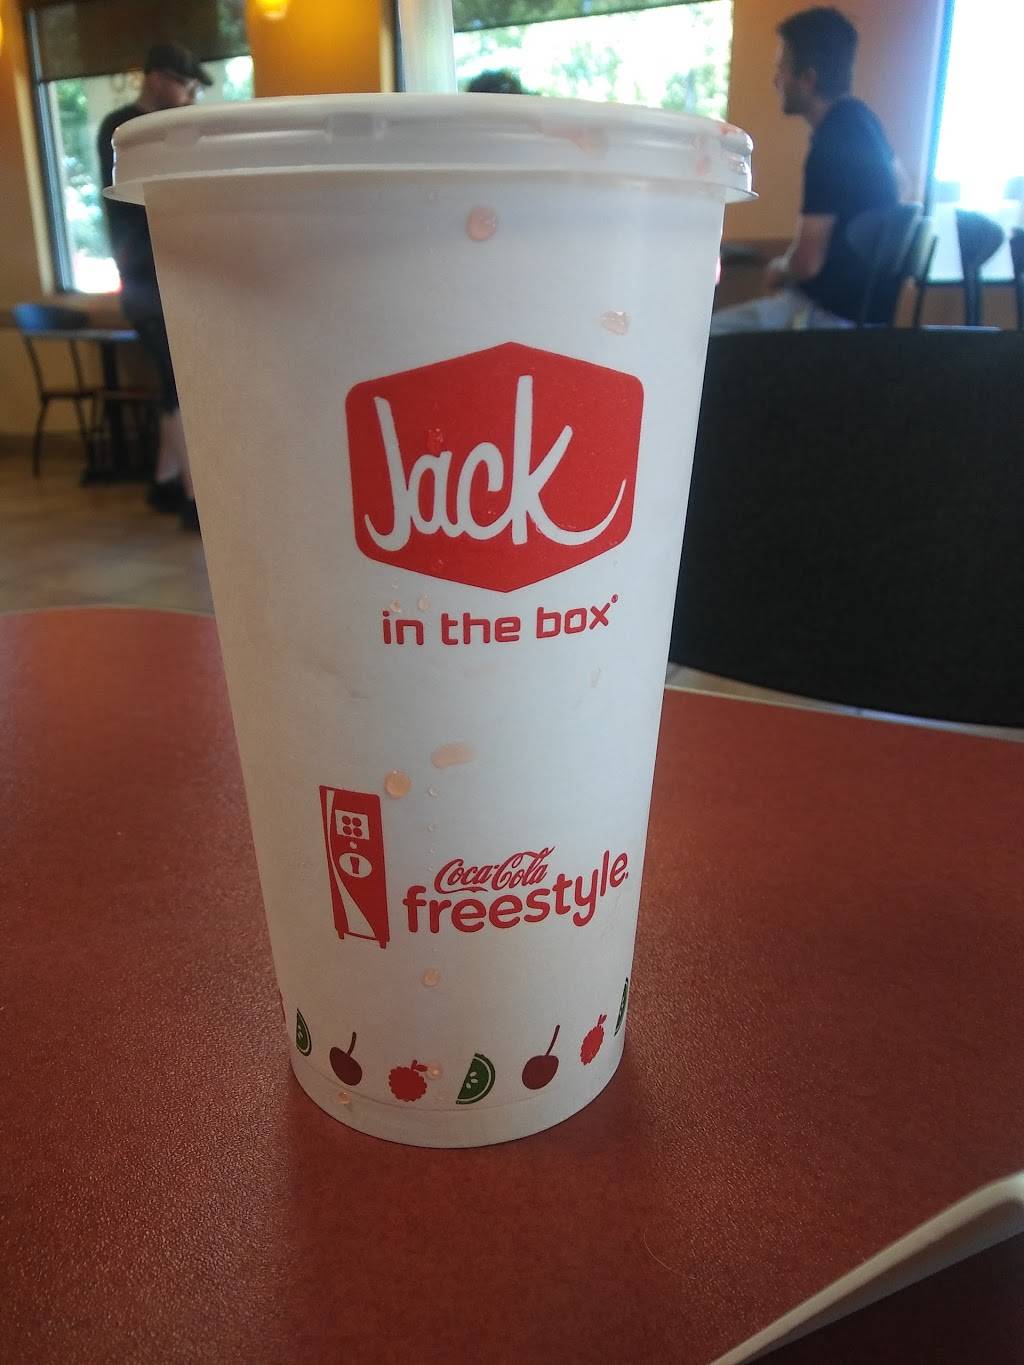 Jack
in the box®
Coca-Cola
freestyle.